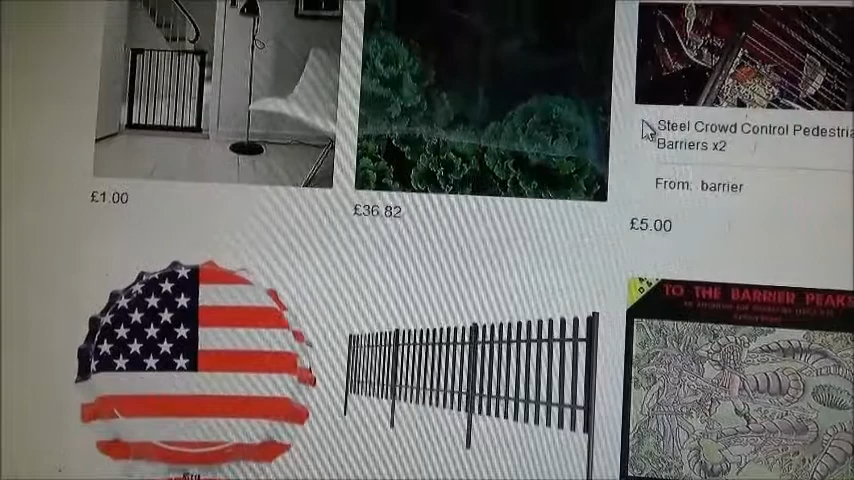 Steel Crowd Control Pedestria
Barriers x2
From: barrier
£1.00
£36.82
£5.00
TO THE BARRIER PEAKS